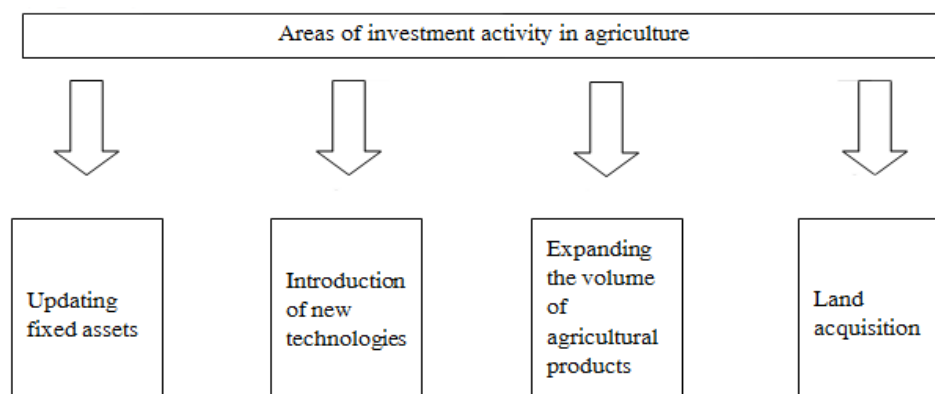 Areas of investment activity in agriculture
Updating
fixed assets
Introduction
of new
technologies
Expanding
the volume
of
agricultural
products
Land
acquisition